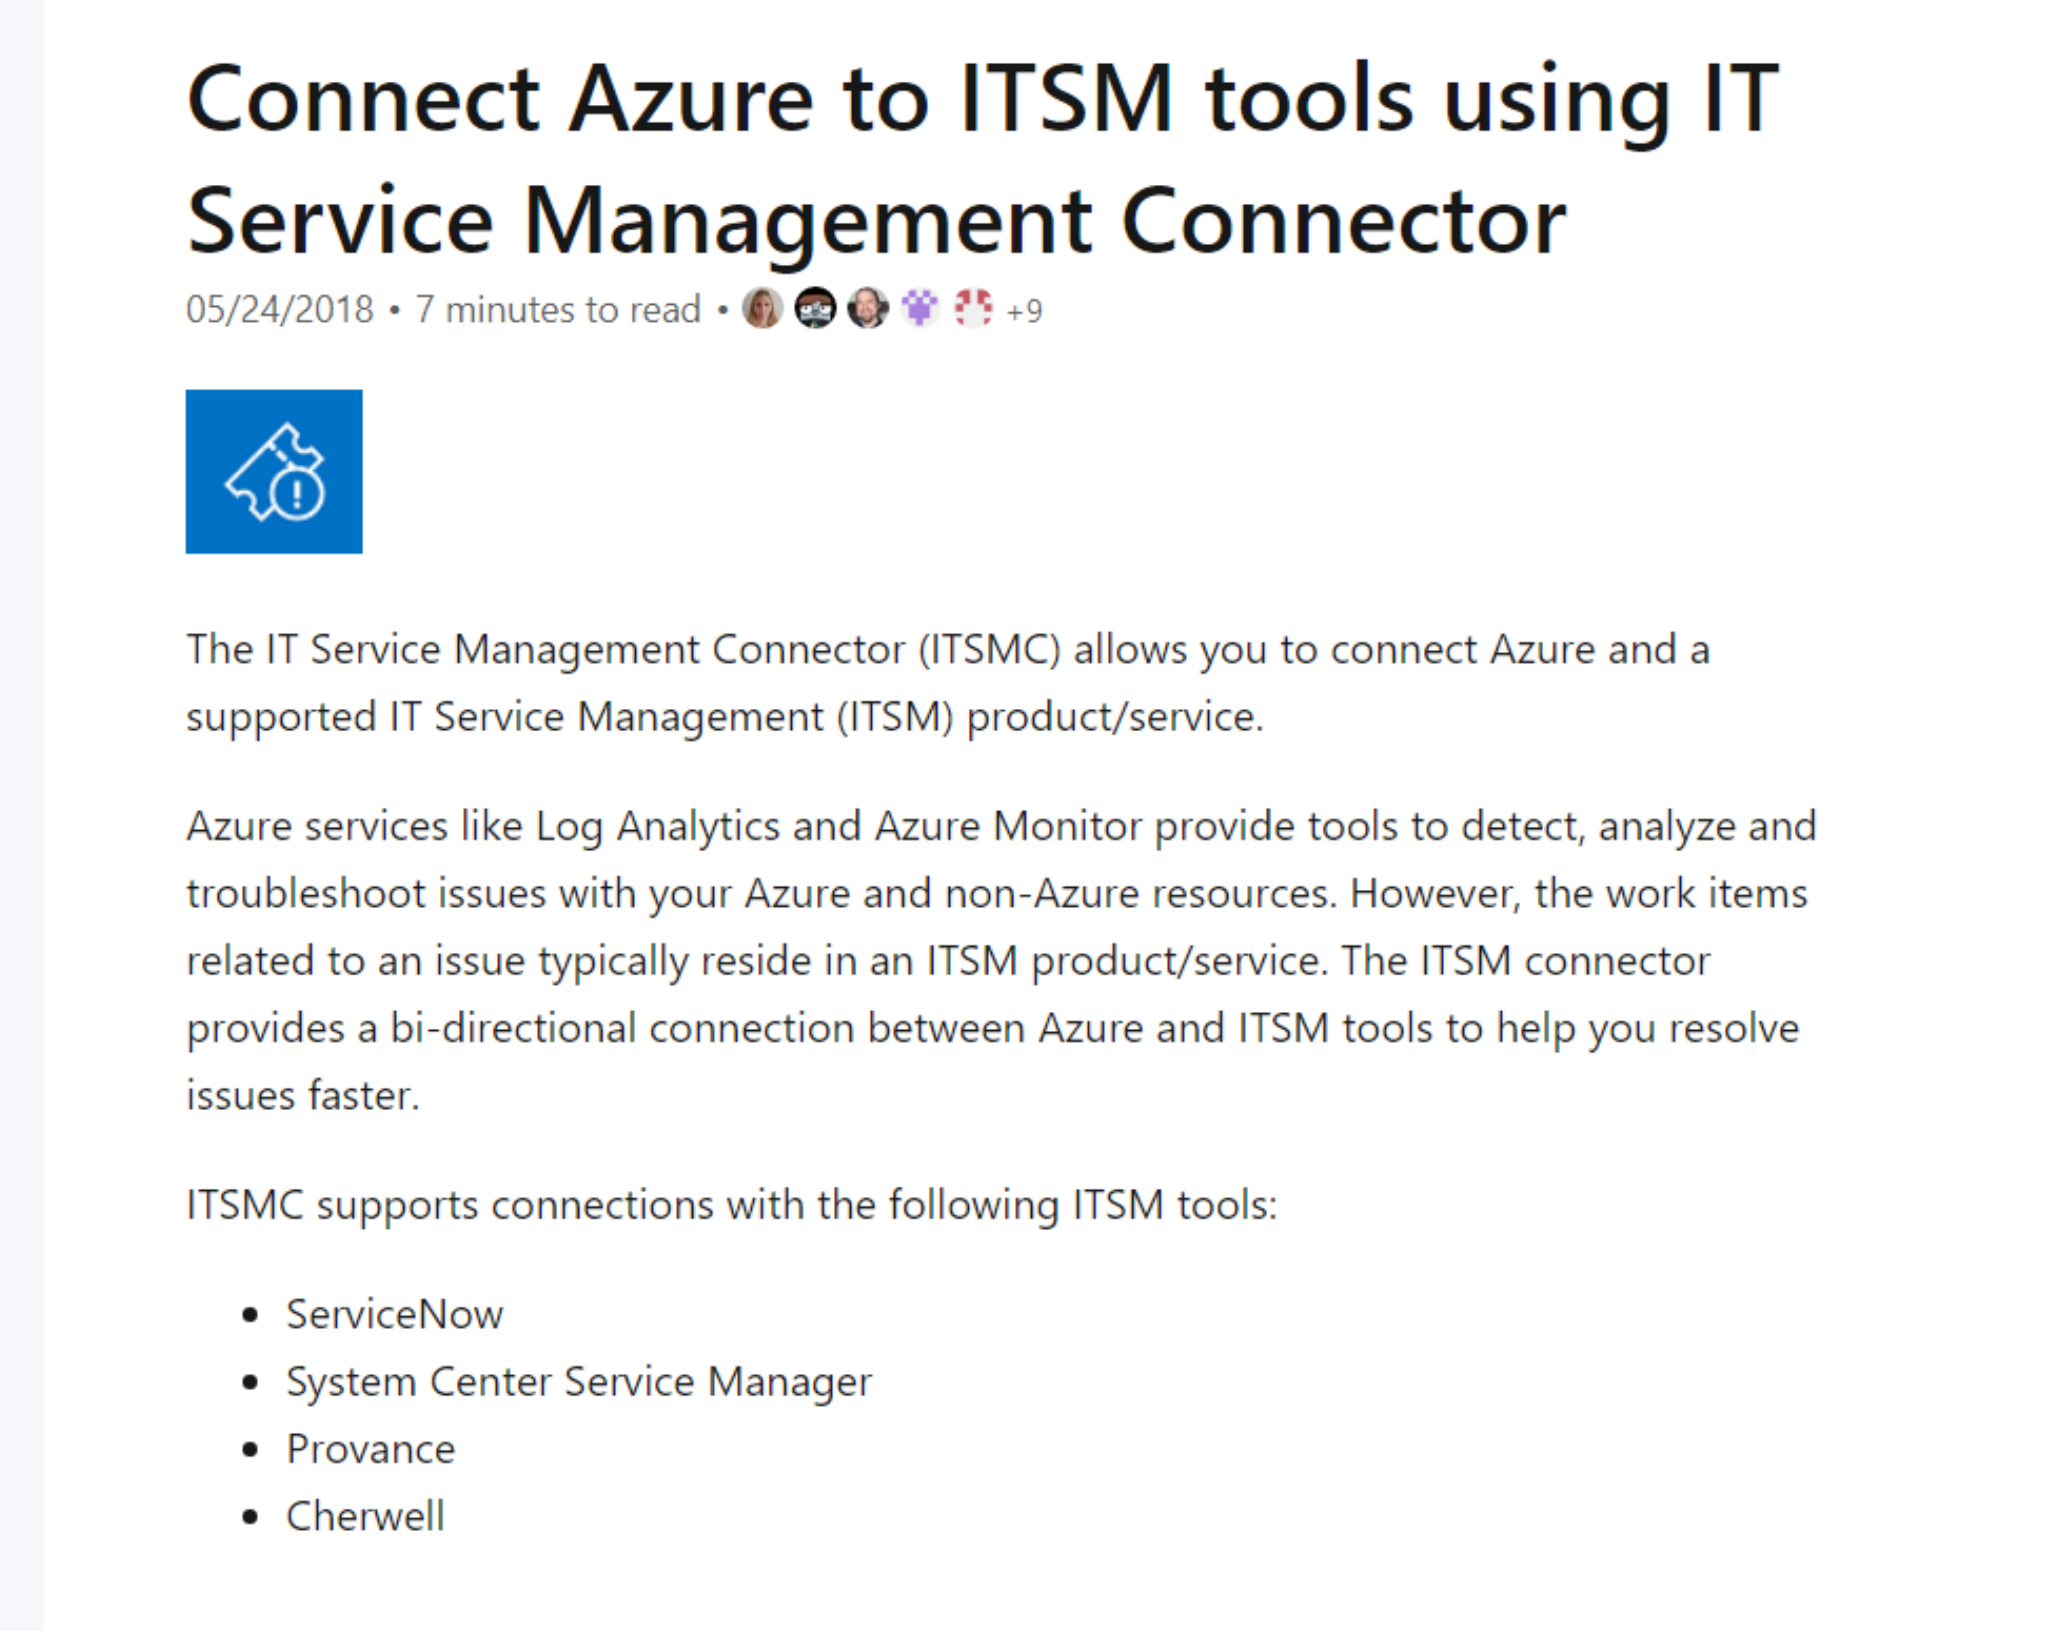 Connect Azure to ITSM tools using IT
Service Management Connector
05/24/2018 • 7 minutes to read • +9
The IT Service Management Connector (ITSMC) allows you to connect Azure and a
supported IT Service Management (ITSM) product/service.
Azure services like Log Analytics and Azure Monitor provide tools to detect, analyze and
troubleshoot issues with your Azure and non-Azure resources. However, the work items
related to an issue typically reside in an ITSM product/service. The ITSM connector
provides a bi-directional connection between Azure and ITSM tools to help you resolve
issues faster.
ITSMC supports connections with the following ITSM tools:
• ServiceNow
• System Center Service Manager
• Provance
• Cherwell